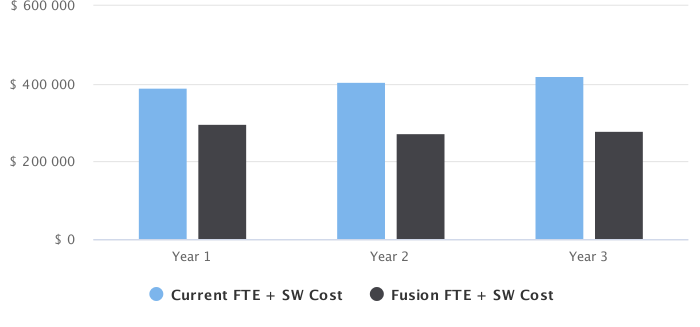 $ 600 000
$ 400 000
$ 200 000
$ 0
Year 1 Year 2 Year 3
Current FTE + SW Cost Fusion FTE + SW Cost